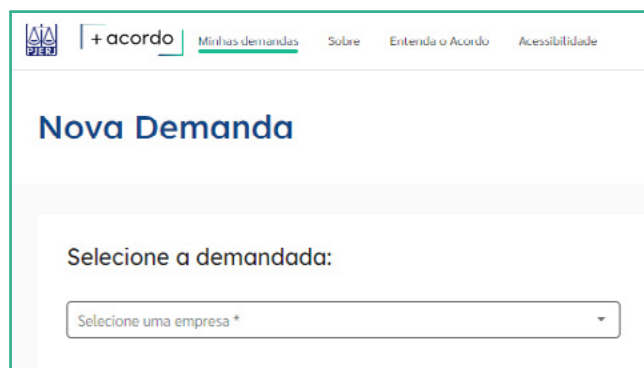 PJERJ
+ acordo Minhas demandas Sobre Entenda o Acordo Acessibilidade
Nova Demanda
Selecione a demandada:
Selecione uma empresa *